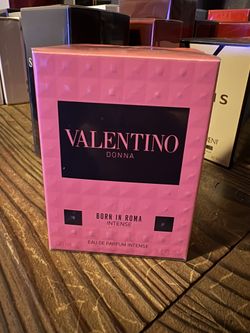 VALENTINO
DONNA
BORN IN ROMA
INTENSE
EAU DE PARFUM INTENSE